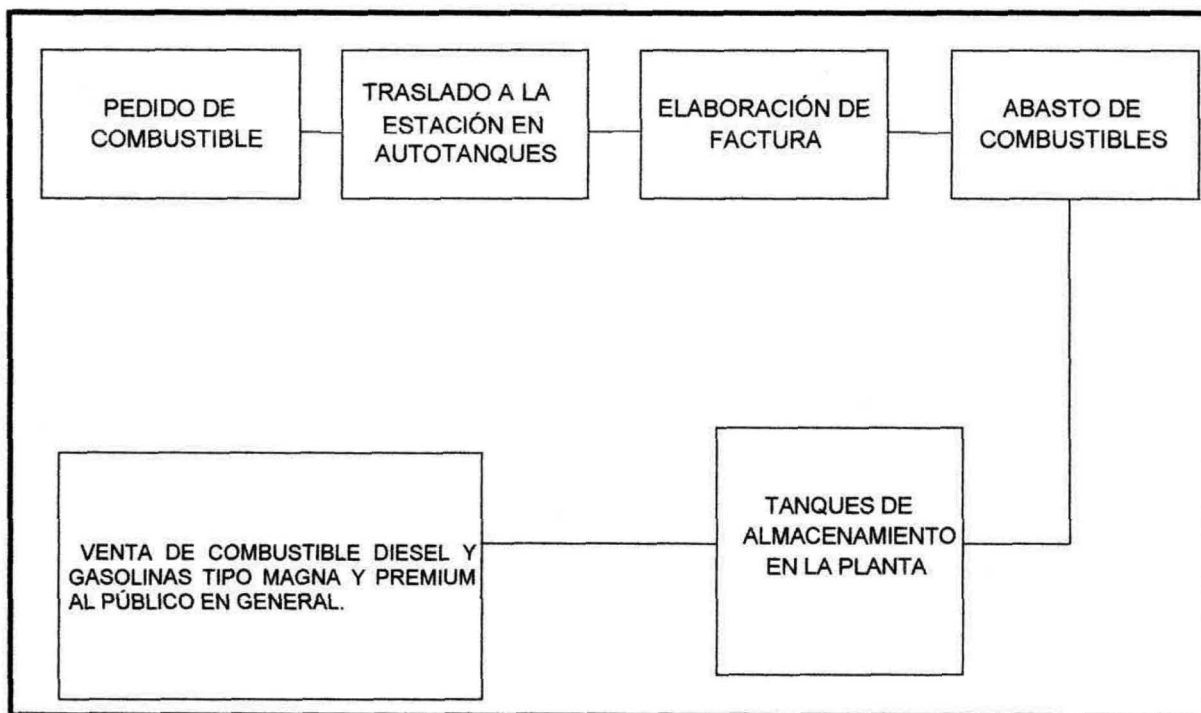 PEDIDO DE
COMBUSTIBLE
TRASLADO A LA
ESTACIÓN EN
AUTOTANQUES
ELABORACIÓN DE
FACTURA
ABASTO DE
COMBUSTIBLES
TANQUES DE
ALMACENAMIENTO
EN LA PLANTA
VENTA DE COMBUSTIBLE DIESEL Y
GASOLINAS TIPO MAGNA Y PREMIUM
AL PÚBLICO EN GENERAL.